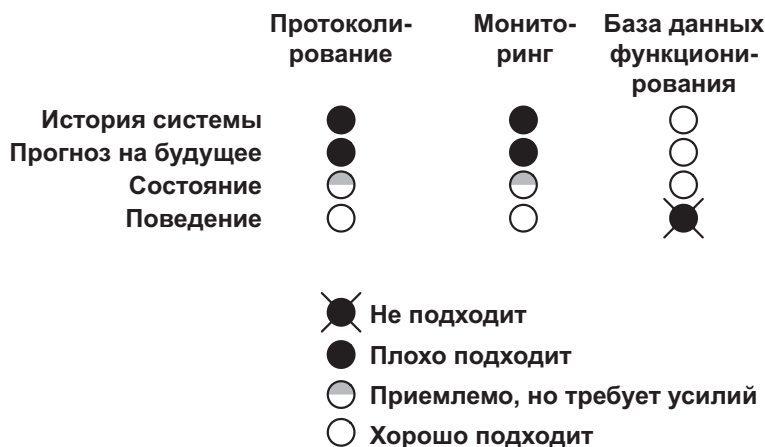 Протоколи-
рование
Монито-
ринг
База данных
функциони-
рования
История системы
Прогноз на будущее
Состояние
Поведение
Не подходит
Плохо подходит
Приемлемо, но требует усилий
Хорошо подходит